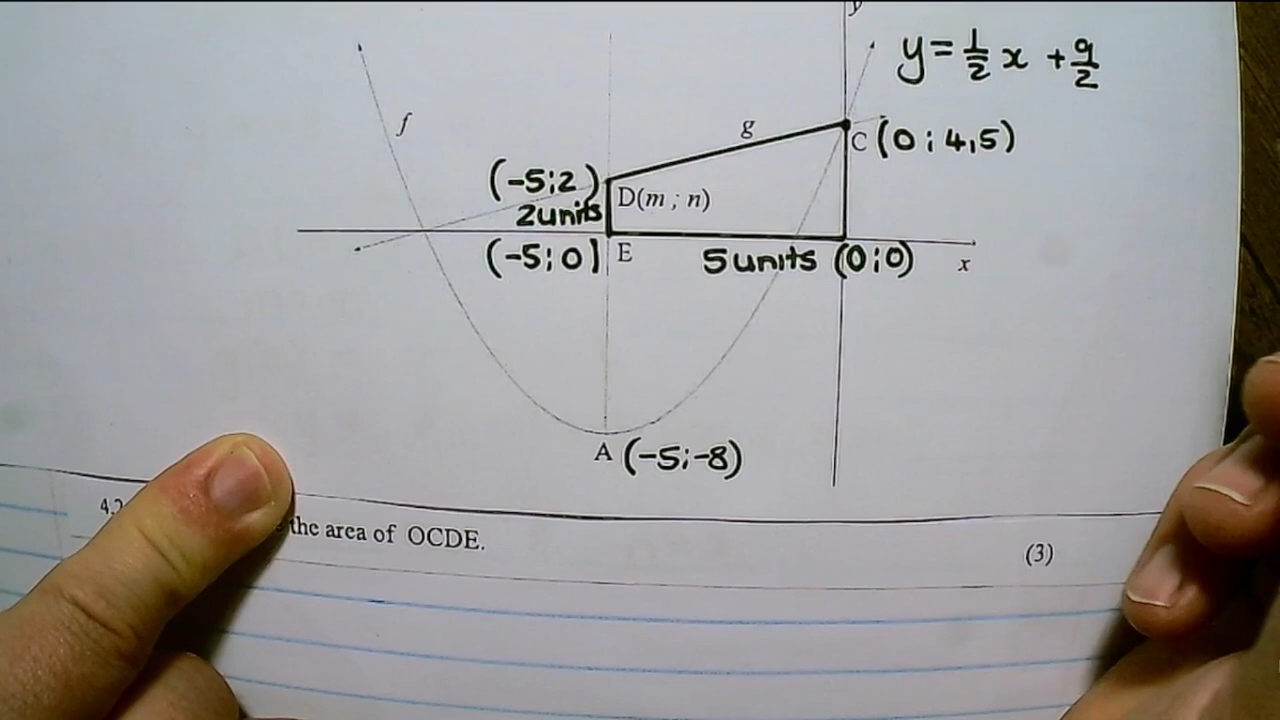 y
y = 1/2 x + 9/2
f
g
C (0 ; 4,5)
(-5;2)
D(m ; n)
2units
(-5;0)
E
5units
(0;0)
x
A (-5;-8)
the area of OCDE.
(3)